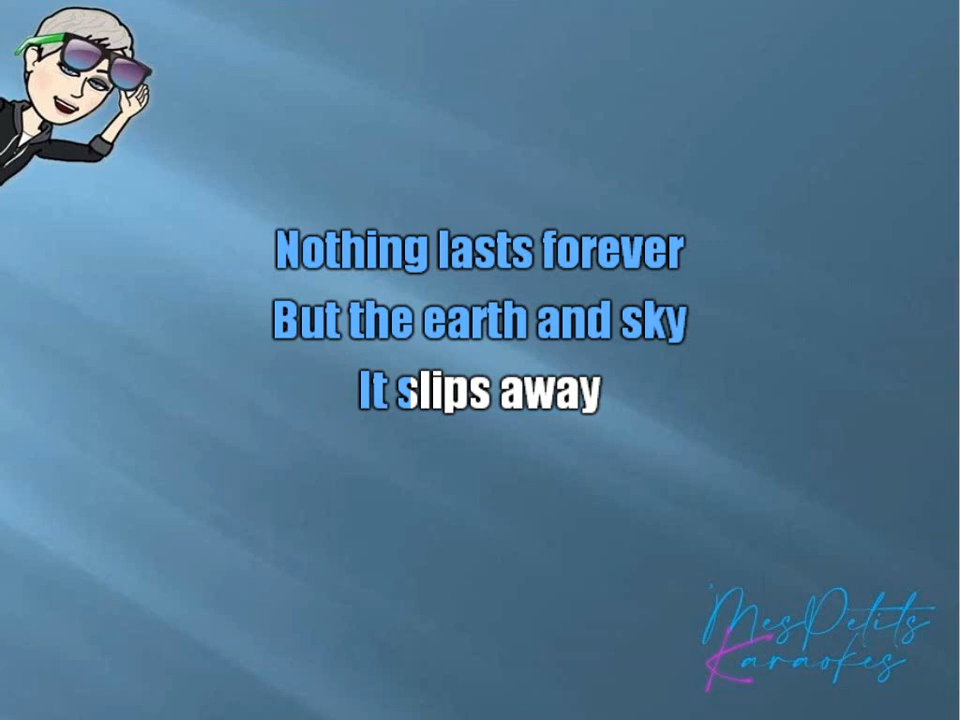 Nothing lasts forever
But the earth and sky
It slips away
MesPetits
Karaokes